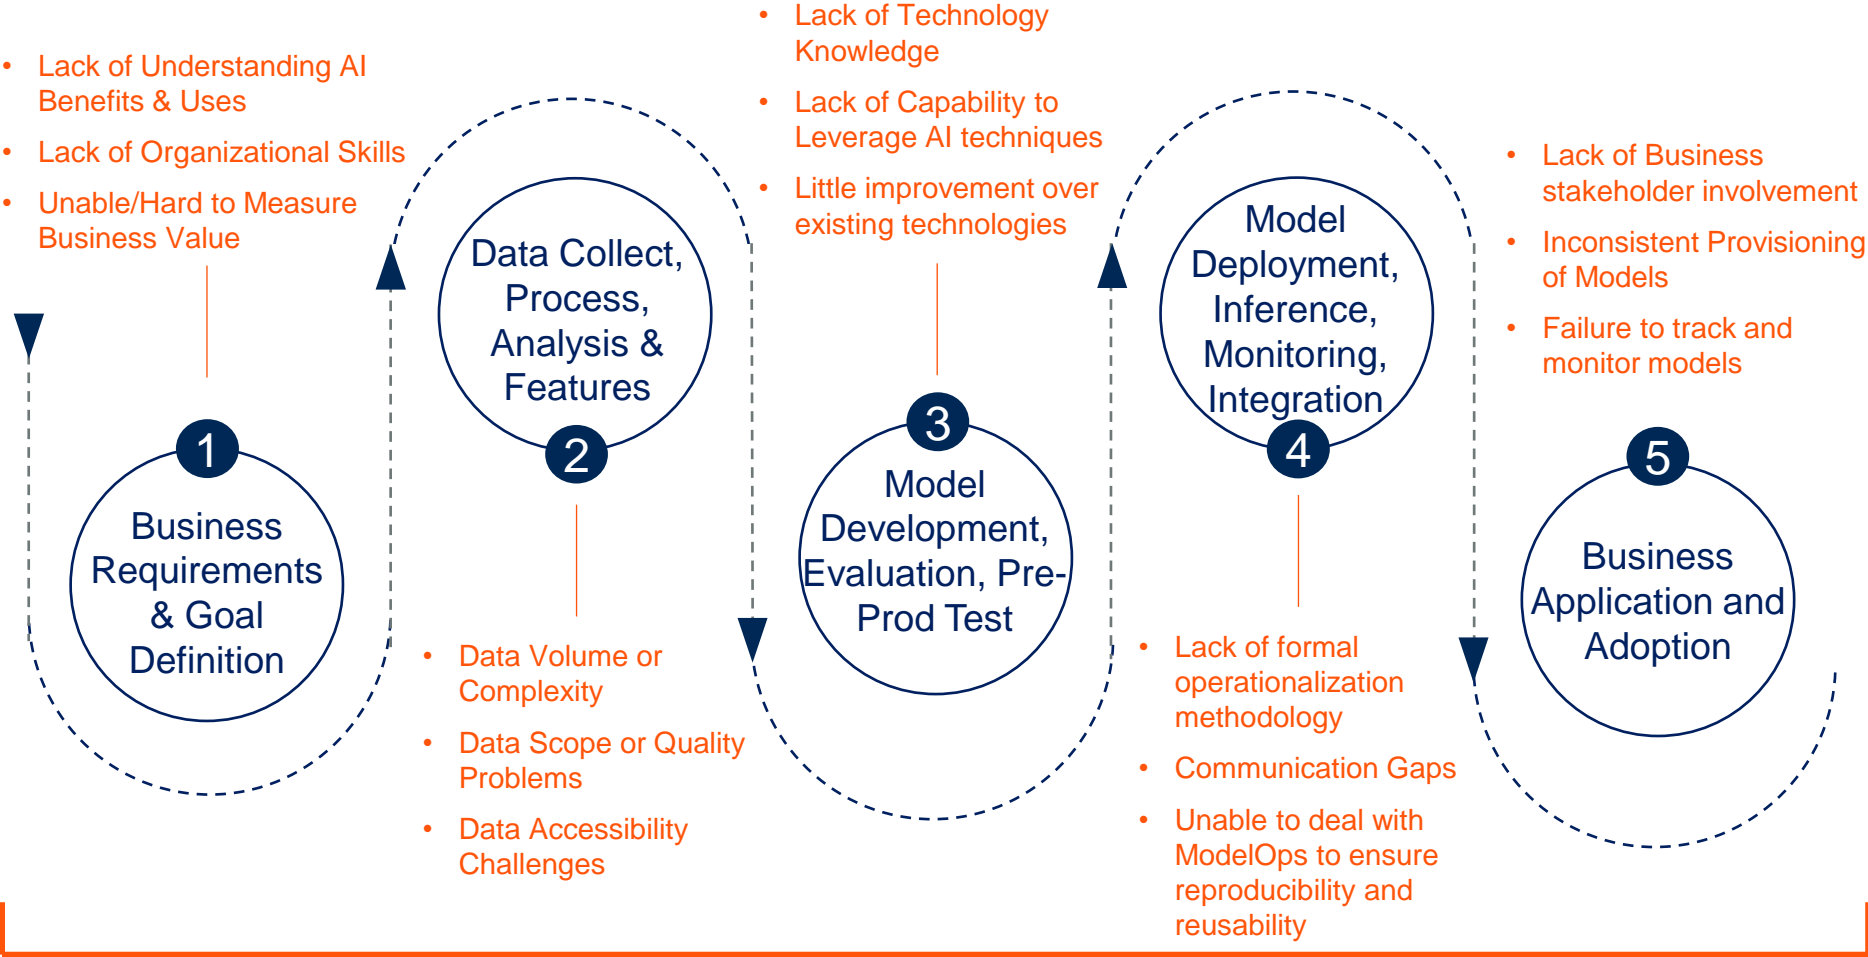 • Lack of Understanding AI
Benefits & Uses
• Lack of Organizational Skills
• Unable/Hard to Measure
Business Value
1
Business
Requirements
& Goal
Definition
Data Collect,
Process,
Analysis &
Features
2
• Data Volume or
Complexity
• Data Scope or Quality
Problems
• Data Accessibility
Challenges
• Lack of Technology
Knowledge
• Lack of Capability to
Leverage AI techniques
• Little improvement over
existing technologies
3
Model
Development,
Evaluation, Pre-
Prod Test
Model
Deployment,
Inference,
Monitoring,
Integration
4
• Lack of formal
operationalization
methodology
• Communication Gaps
• Unable to deal with
ModelOps to ensure
reproducibility and
reusability
• Lack of Business
stakeholder involvement
• Inconsistent Provisioning
of Models
• Failure to track and
monitor models
5
Business
Application and
Adoption